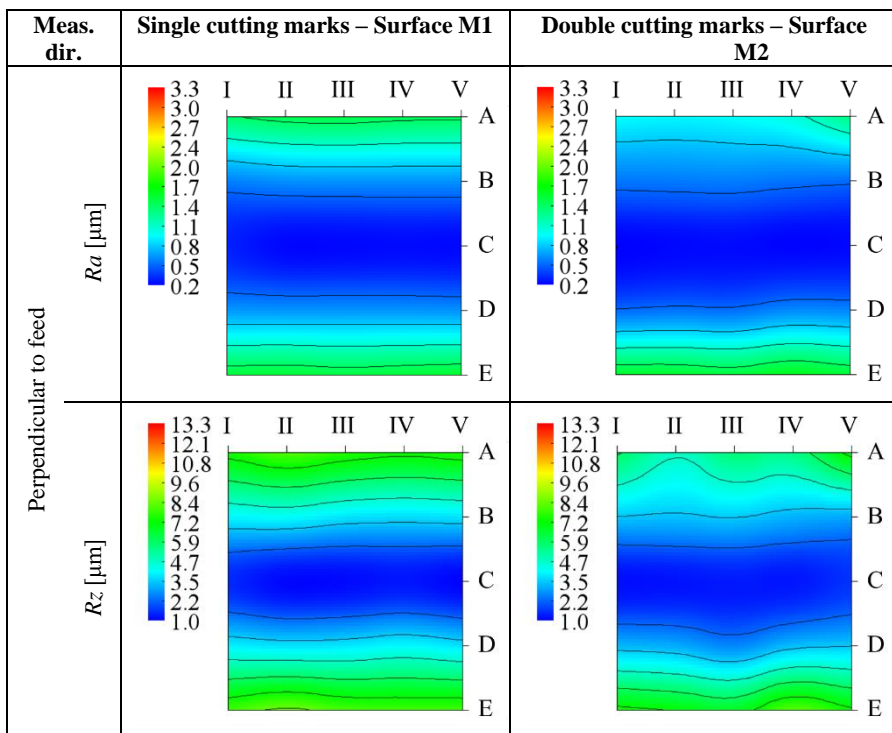 Meas. dir.
Single cutting marks – Surface M1
Double cutting marks – Surface M2
Perpendicular to feed
Ra [µm]
I II III IV V
3.3
3.0
2.7
2.4
2.0
1.7
1.4
1.1
0.8
0.5
0.2
A
B
C
D
E
I II III IV V
3.3
3.0
2.7
2.4
2.0
1.7
1.4
1.1
0.8
0.5
0.2
A
B
C
D
E
Rz [µm]
I II III IV V
13.3
12.1
10.8
9.6
8.4
7.2
5.9
4.7
3.5
2.2
1.0
A
B
C
D
E
I II III IV V
13.3
12.1
10.8
9.6
8.4
7.2
5.9
4.7
3.5
2.2
1.0
A
B
C
D
E